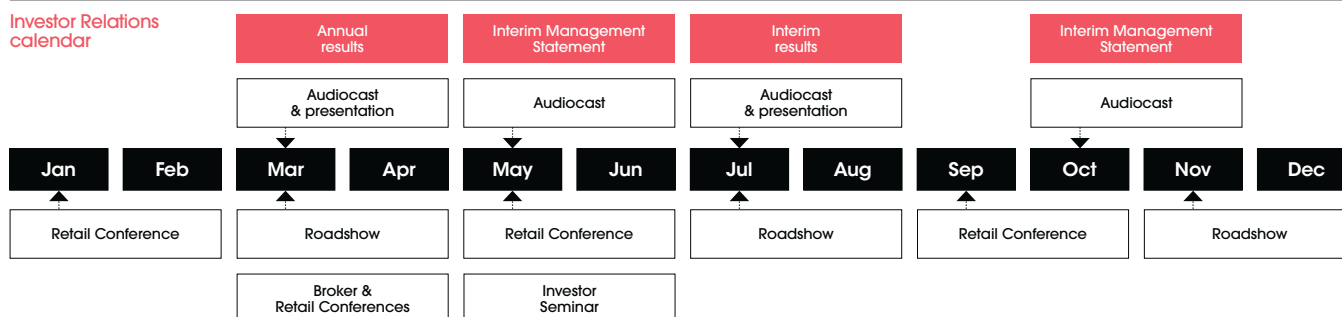 Investor Relations
calendar
Annual
results
Interim Management
Statement
Interim
results
Interim Management
Statement
Audiocast
& presentation
Audiocast
Audiocast
& presentation
Audiocast
Jan
Feb
Mar
Apr
May
Jun
Jul
Aug
Sep
Oct
Nov
Dec
Retail Conference
Roadshow
Retail Conference
Roadshow
Retail Conference
Roadshow
Broker &
Retail Conferences
Investor
Seminar